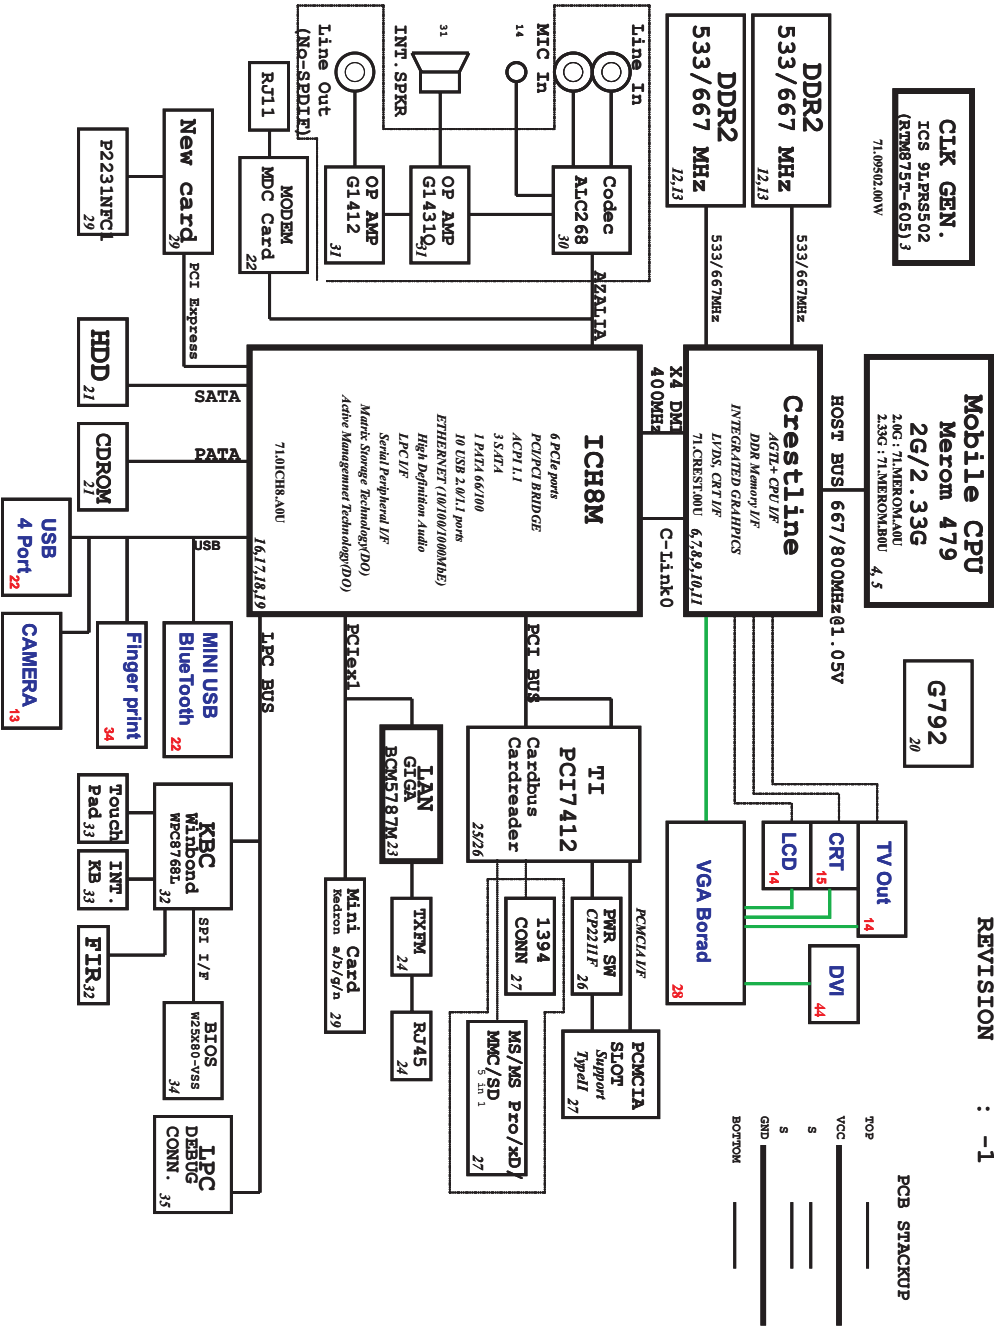 CLK GEN.
ICS 9LPRS502
(RTM875T-605)
3
71.09502.00W
Mobile CPU
Merom 479
2G/2.33G
2.0G : 71.MEROM.A0U
2.33G : 71.MEROM.B0U
4, 5
G792
20
REVISION : -1
PCB STACKUP
TOP
VCC
S
S
GND
BOTTOM
DDR2
533/667 MHz
12,13
533/667MHz
DDR2
533/667 MHz
12,13
533/667MHz
HOST BUS 667/800MHz@1.05V
Crestline
AGTL+ CPU I/F
DDR Memory I/F
INTEGRATED GRAHPICS
LVDS, CRT I/F
71.CREST.00U
6,7,8,9,10,11
TV Out
14
CRT
15
LCD
14
DVI
44
VGA Borad
28
X4 DMI
400MHz
C-Link0
Line In
MIC In
14
INT.SPKR
31
Line Out
(No-SPDIF)
Codec
ALC268
30
OP AMP
G1431Q
31
OP AMP
G1412
31
AZALIA
RJ11
MODEM
MDC Card
22
ICH8M
6 PCIe ports
PCI/PCI BRIDGE
ACPI 1.1
3 SATA
1 PATA 66/100
10 USB 2.0/1.1 ports
ETHERNET (10/100/1000MbE)
High Definition Audio
LPC I/F
Serial Peripheral I/F
Matrix Storage Technology(DO)
Active Managemnet Technology(DO)
71.0ICH8.A0U
16,17,18,19
PCI BUS
TI
PCI7412
Cardbus
Cardreader
25/26
PCMCIA I/F
PWR SW
CP2211F
26
PCMCIA
SLOT
Support
TypeII
27
1394
CONN
27
MS/MS Pro/xD/
MMC/SD
5 in 1
27
PCIex1
LAN
GIGA
BCM5787M
23
TXFM
24
RJ45
24
Mini Card
Kedron a/b/g/n
29
New card
29
P2231NFC1
29
PCI Express
HDD
21
SATA
CDROM
21
PATA
USB
USB
4 Port
22
CAMERA
13
Finger print
34
MINI USB
BlueTooth
22
LPC BUS
KBC
Winbond
WPC8768L
32
Touch
Pad
33
INT.
KB
33
FIR
32
SPI I/F
BIOS
W25X80-VSS
34
LPC
DEBUG
CONN.
35